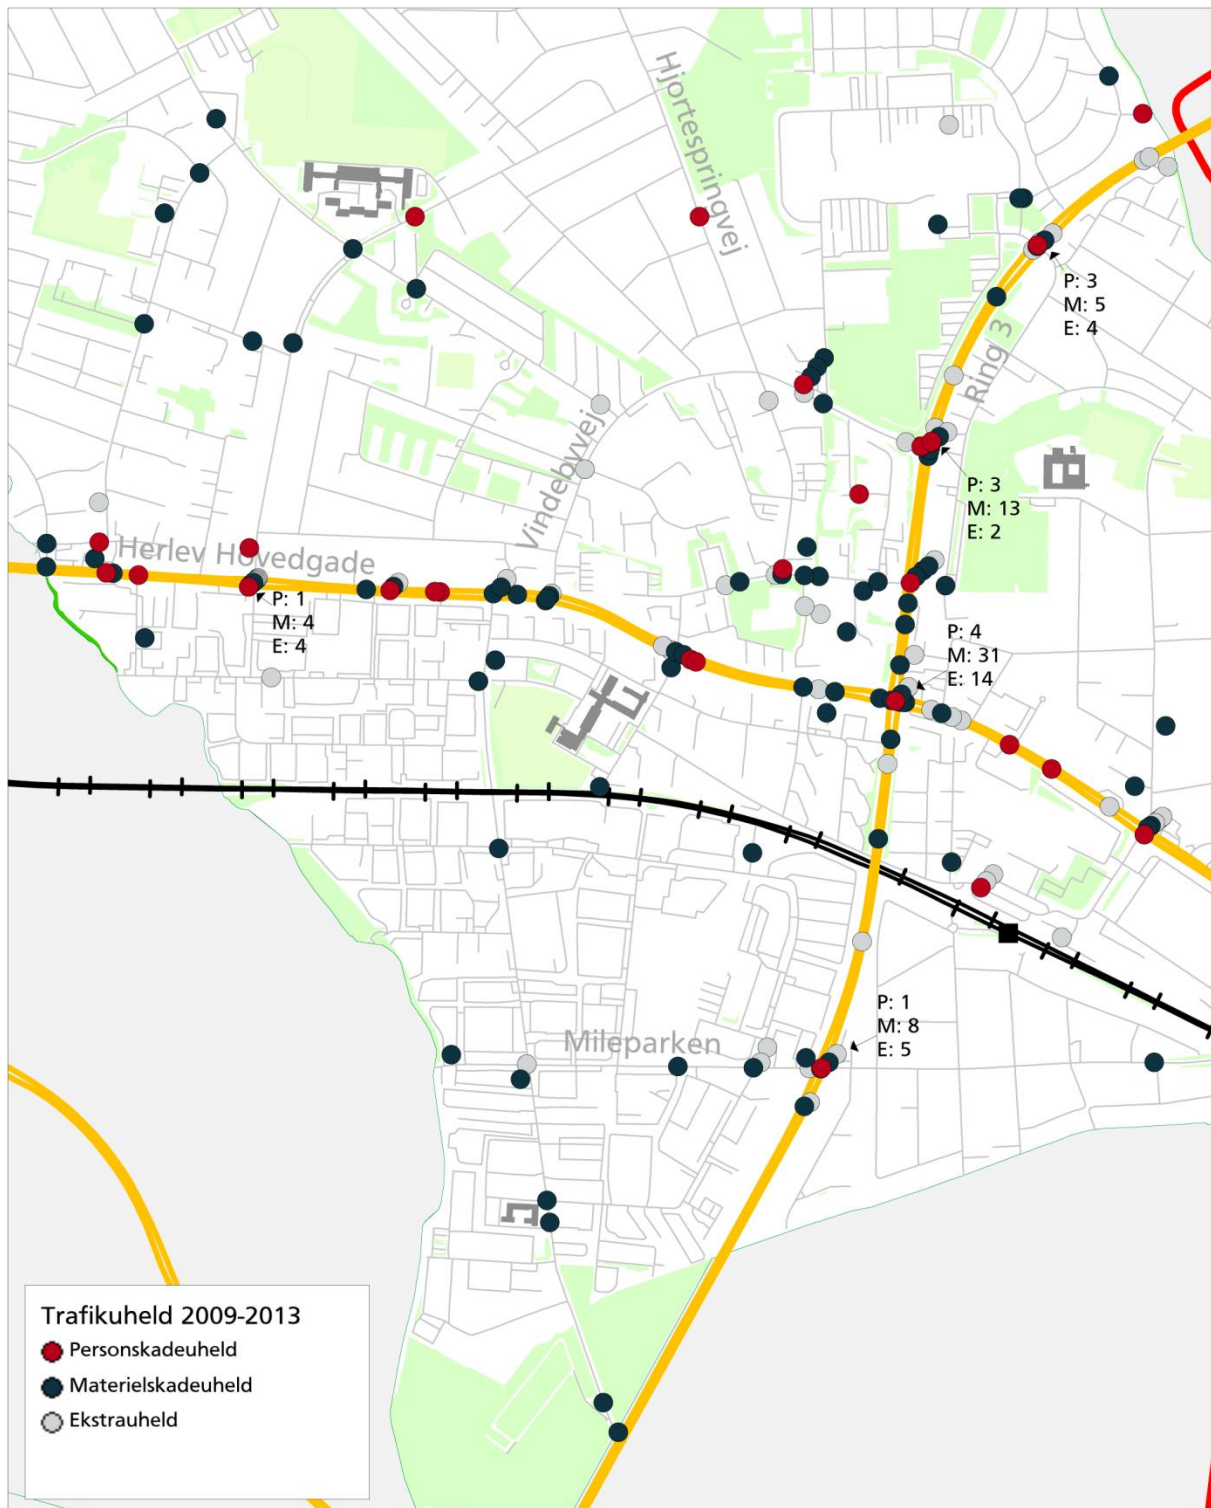 Hjortespringvej
P: 3
M: 5
E: 4
Ring 3
P: 3
M: 13
E: 2
Vindebyvej
Herlev Hovedgade
P: 1
M: 4
E: 4
P: 4
M: 31
E: 14
P: 1
M: 8
E: 5
Mileparken
Trafikuheld 2009-2013
Personskadeuheld
Materielskadeuheld
Ekstrauheld